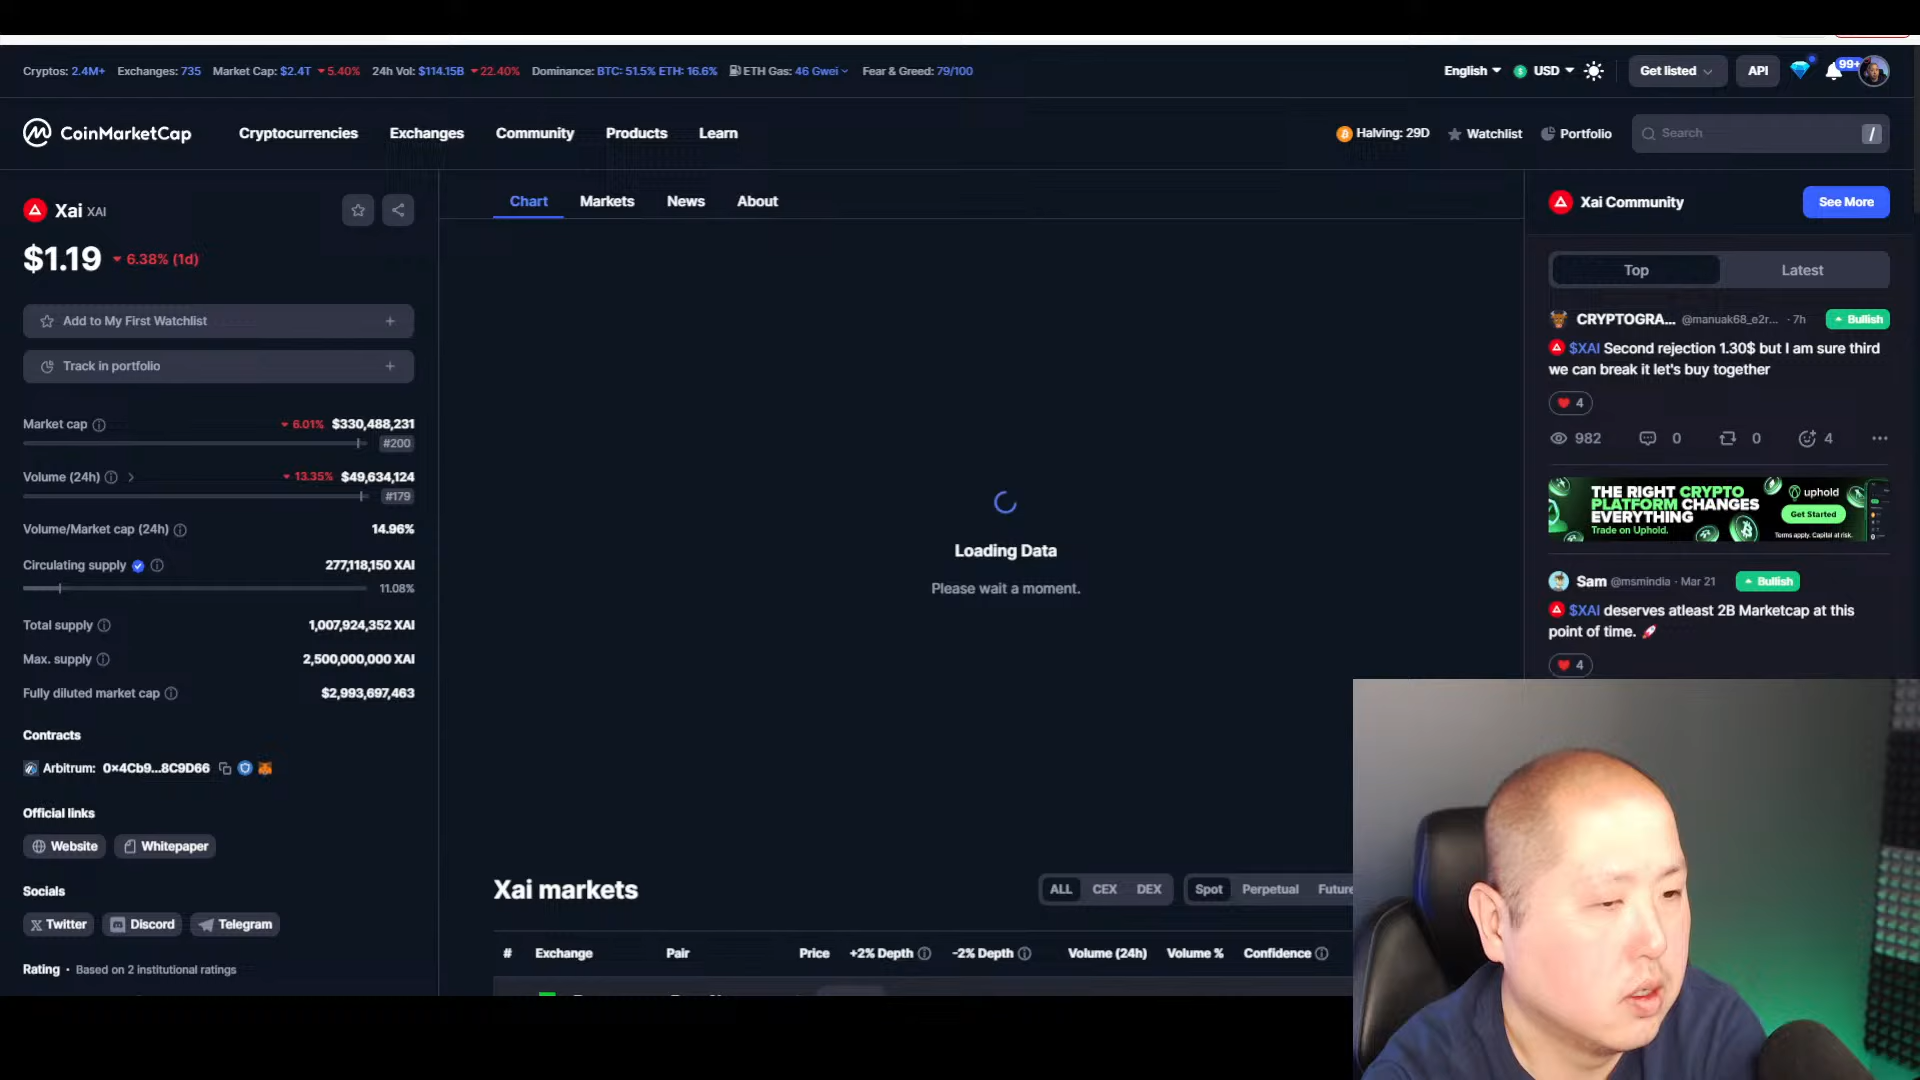 Cryptos: 2.4M+ Exchanges: 735 Market Cap: $2.4T 5.40% 24h Vol: $114.15B 22.40% Dominance: BTC: 51.5% ETH: 16.6% ETH Gas: 46 Gwei Fear & Greed: 79/100
English USD Get listed API 99+
CoinMarketCap Cryptocurrencies Exchanges Community Products Learn
Halving: 29D Watchlist Portfolio Search /
Xai XAI
$1.19 6.38% (1d)
Add to My First Watchlist +
Track in portfolio +
Market cap 6.01% $330,488,231
#200
Volume (24h) 13.35% $49,634,124
#179
Volume/Market cap (24h) 14.96%
Circulating supply 277,118,150 XAI
11.08%
Total supply 1,007,924,352 XAI
Max. supply 2,500,000,000 XAI
Fully diluted market cap $2,993,697,463
Contracts
Arbitrum: 0x4Cb9...8C9D66
Official links
Website Whitepaper
Socials
Twitter Discord Telegram
Rating · Based on 2 institutional ratings
Chart Markets News About
Loading Data
Please wait a moment.
Xai markets
ALL CEX DEX Spot Perpetual Future
# Exchange Pair Price +2% Depth -2% Depth Volume (24h) Volume % Confidence
Xai Community See More
Top Latest
CRYPTOGRA... @manuak68_e2r... · 7h Bullish
$XAI Second rejection 1.30$ but I am sure third
we can break it let's buy together
4
982 0 0 4
THE RIGHT CRYPTO
PLATFORM CHANGES
EVERYTHING
Trade on Uphold.
uphold
Get Started
Terms apply. Capital at risk.
Sam @msmindia · Mar 21 Bullish
$XAI deserves atleast 2B Marketcap at this
point of time. 🚀
4